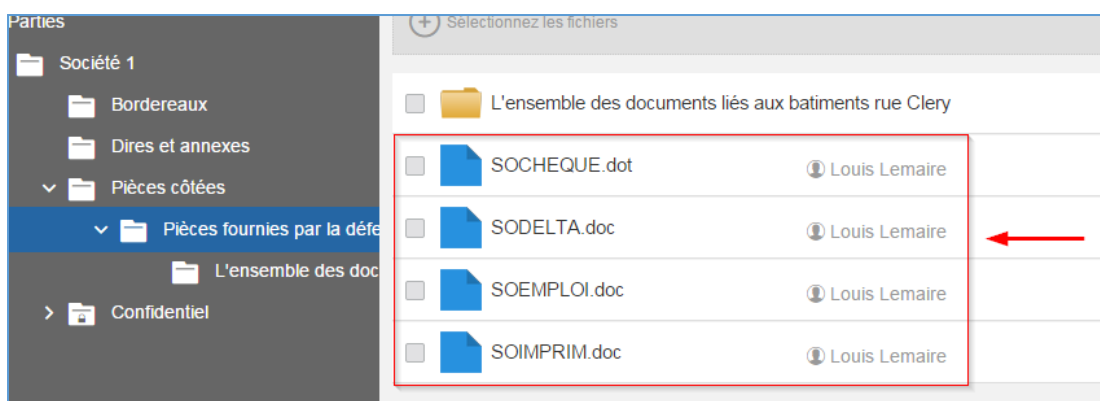 Parties
Société 1
Bordereaux
Dires et annexes
Pièces côtées
Pièces fournies par la défe
L'ensemble des doc
Confidentiel
Sélectionnez les fichiers
L'ensemble des documents liés aux batiments rue Clery
SOCHEQUE.dot Louis Lemaire
SODELTA.doc Louis Lemaire
SOEMPLOI.doc Louis Lemaire
SOIMPRIM.doc Louis Lemaire